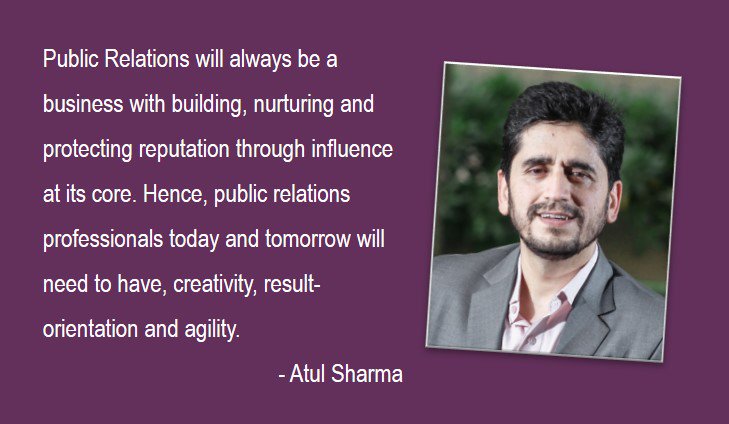 Public Relations will always be a
business with building, nurturing and
protecting reputation through influence
at its core. Hence, public relations
professionals today and tomorrow will
need to have, creativity, result-
orientation and agility.
- Atul Sharma